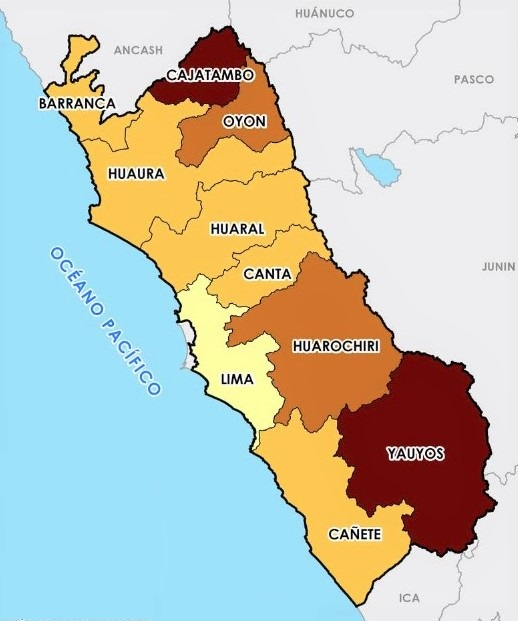 HUÁNUCO
ANCASH
CAJATAMBO
PASCO
BARRANCA
OYON
HUAURA
HUARAL
CANTA
OCÉANO PACÍFICO
JUNIN
HUAROCHIRI
LIMA
YAUYOS
CAÑETE
ICA